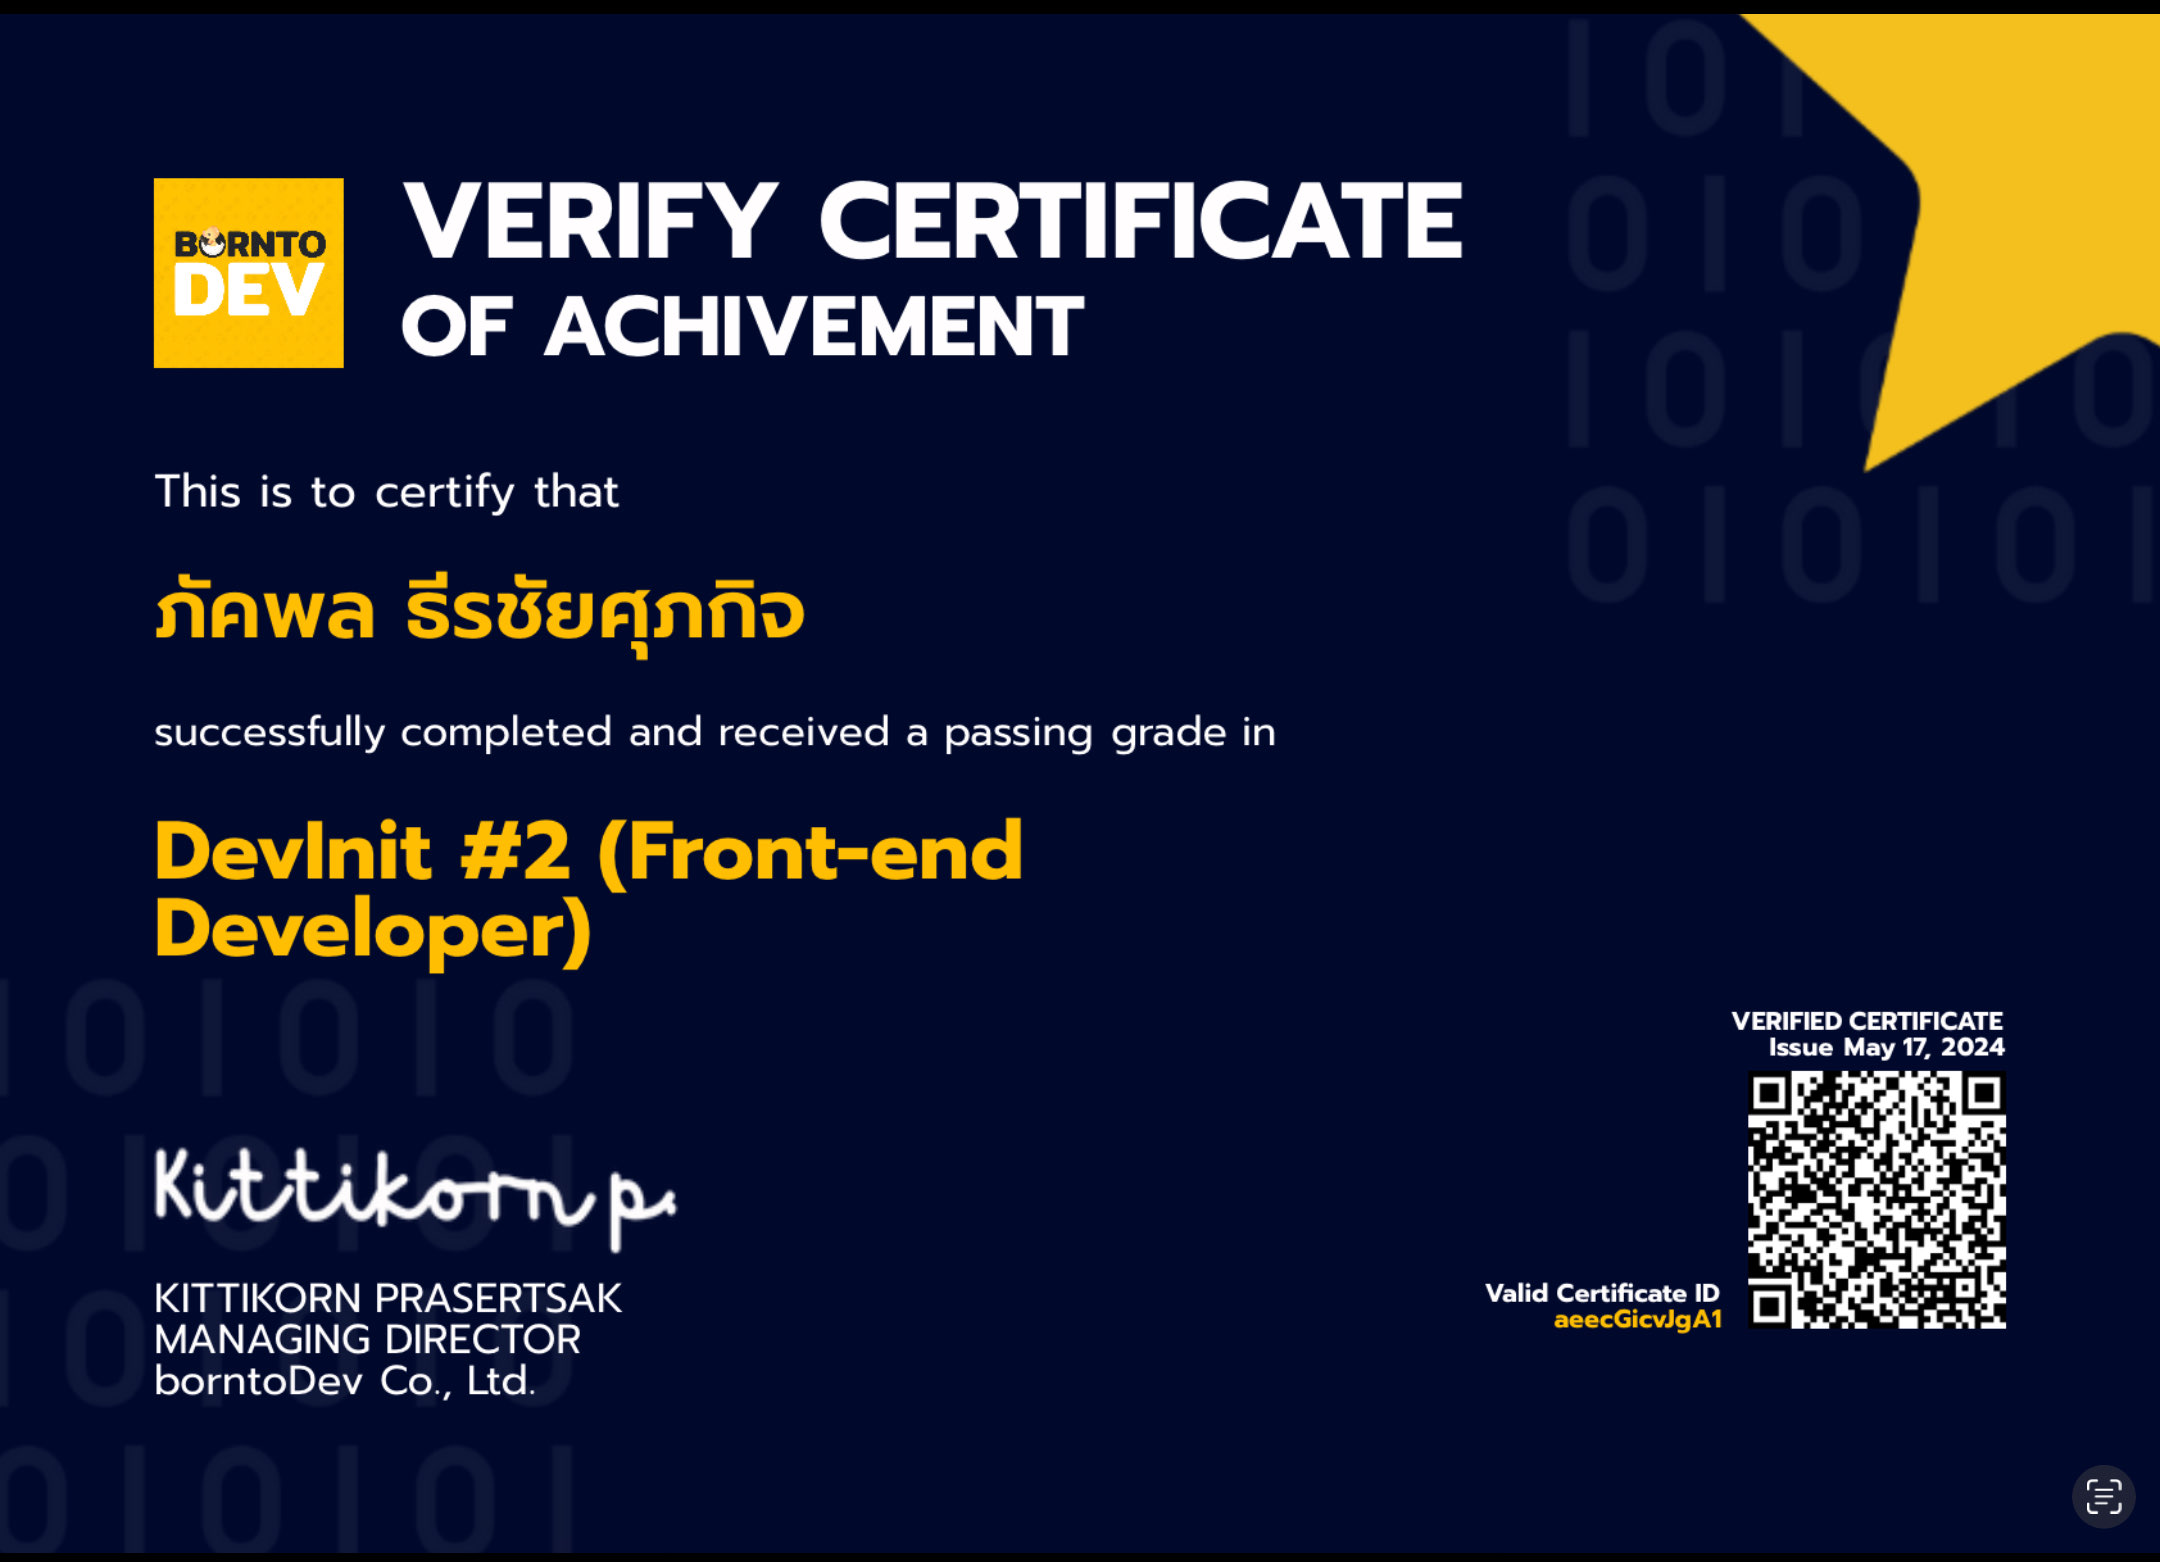 BORNTO
DEV
VERIFY CERTIFICATE
OF ACHIVEMENT
This is to certify that
ภัคพล ธีรชัยศุภกิจ
successfully completed and received a passing grade in
DevInit #2 (Front-end
Developer)
Kittikorn p.
KITTIKORN PRASERTSAK
MANAGING DIRECTOR
borntoDev Co., Ltd.
VERIFIED CERTIFICATE
Issue May 17, 2024
Valid Certificate ID
aeecGicvJgA1